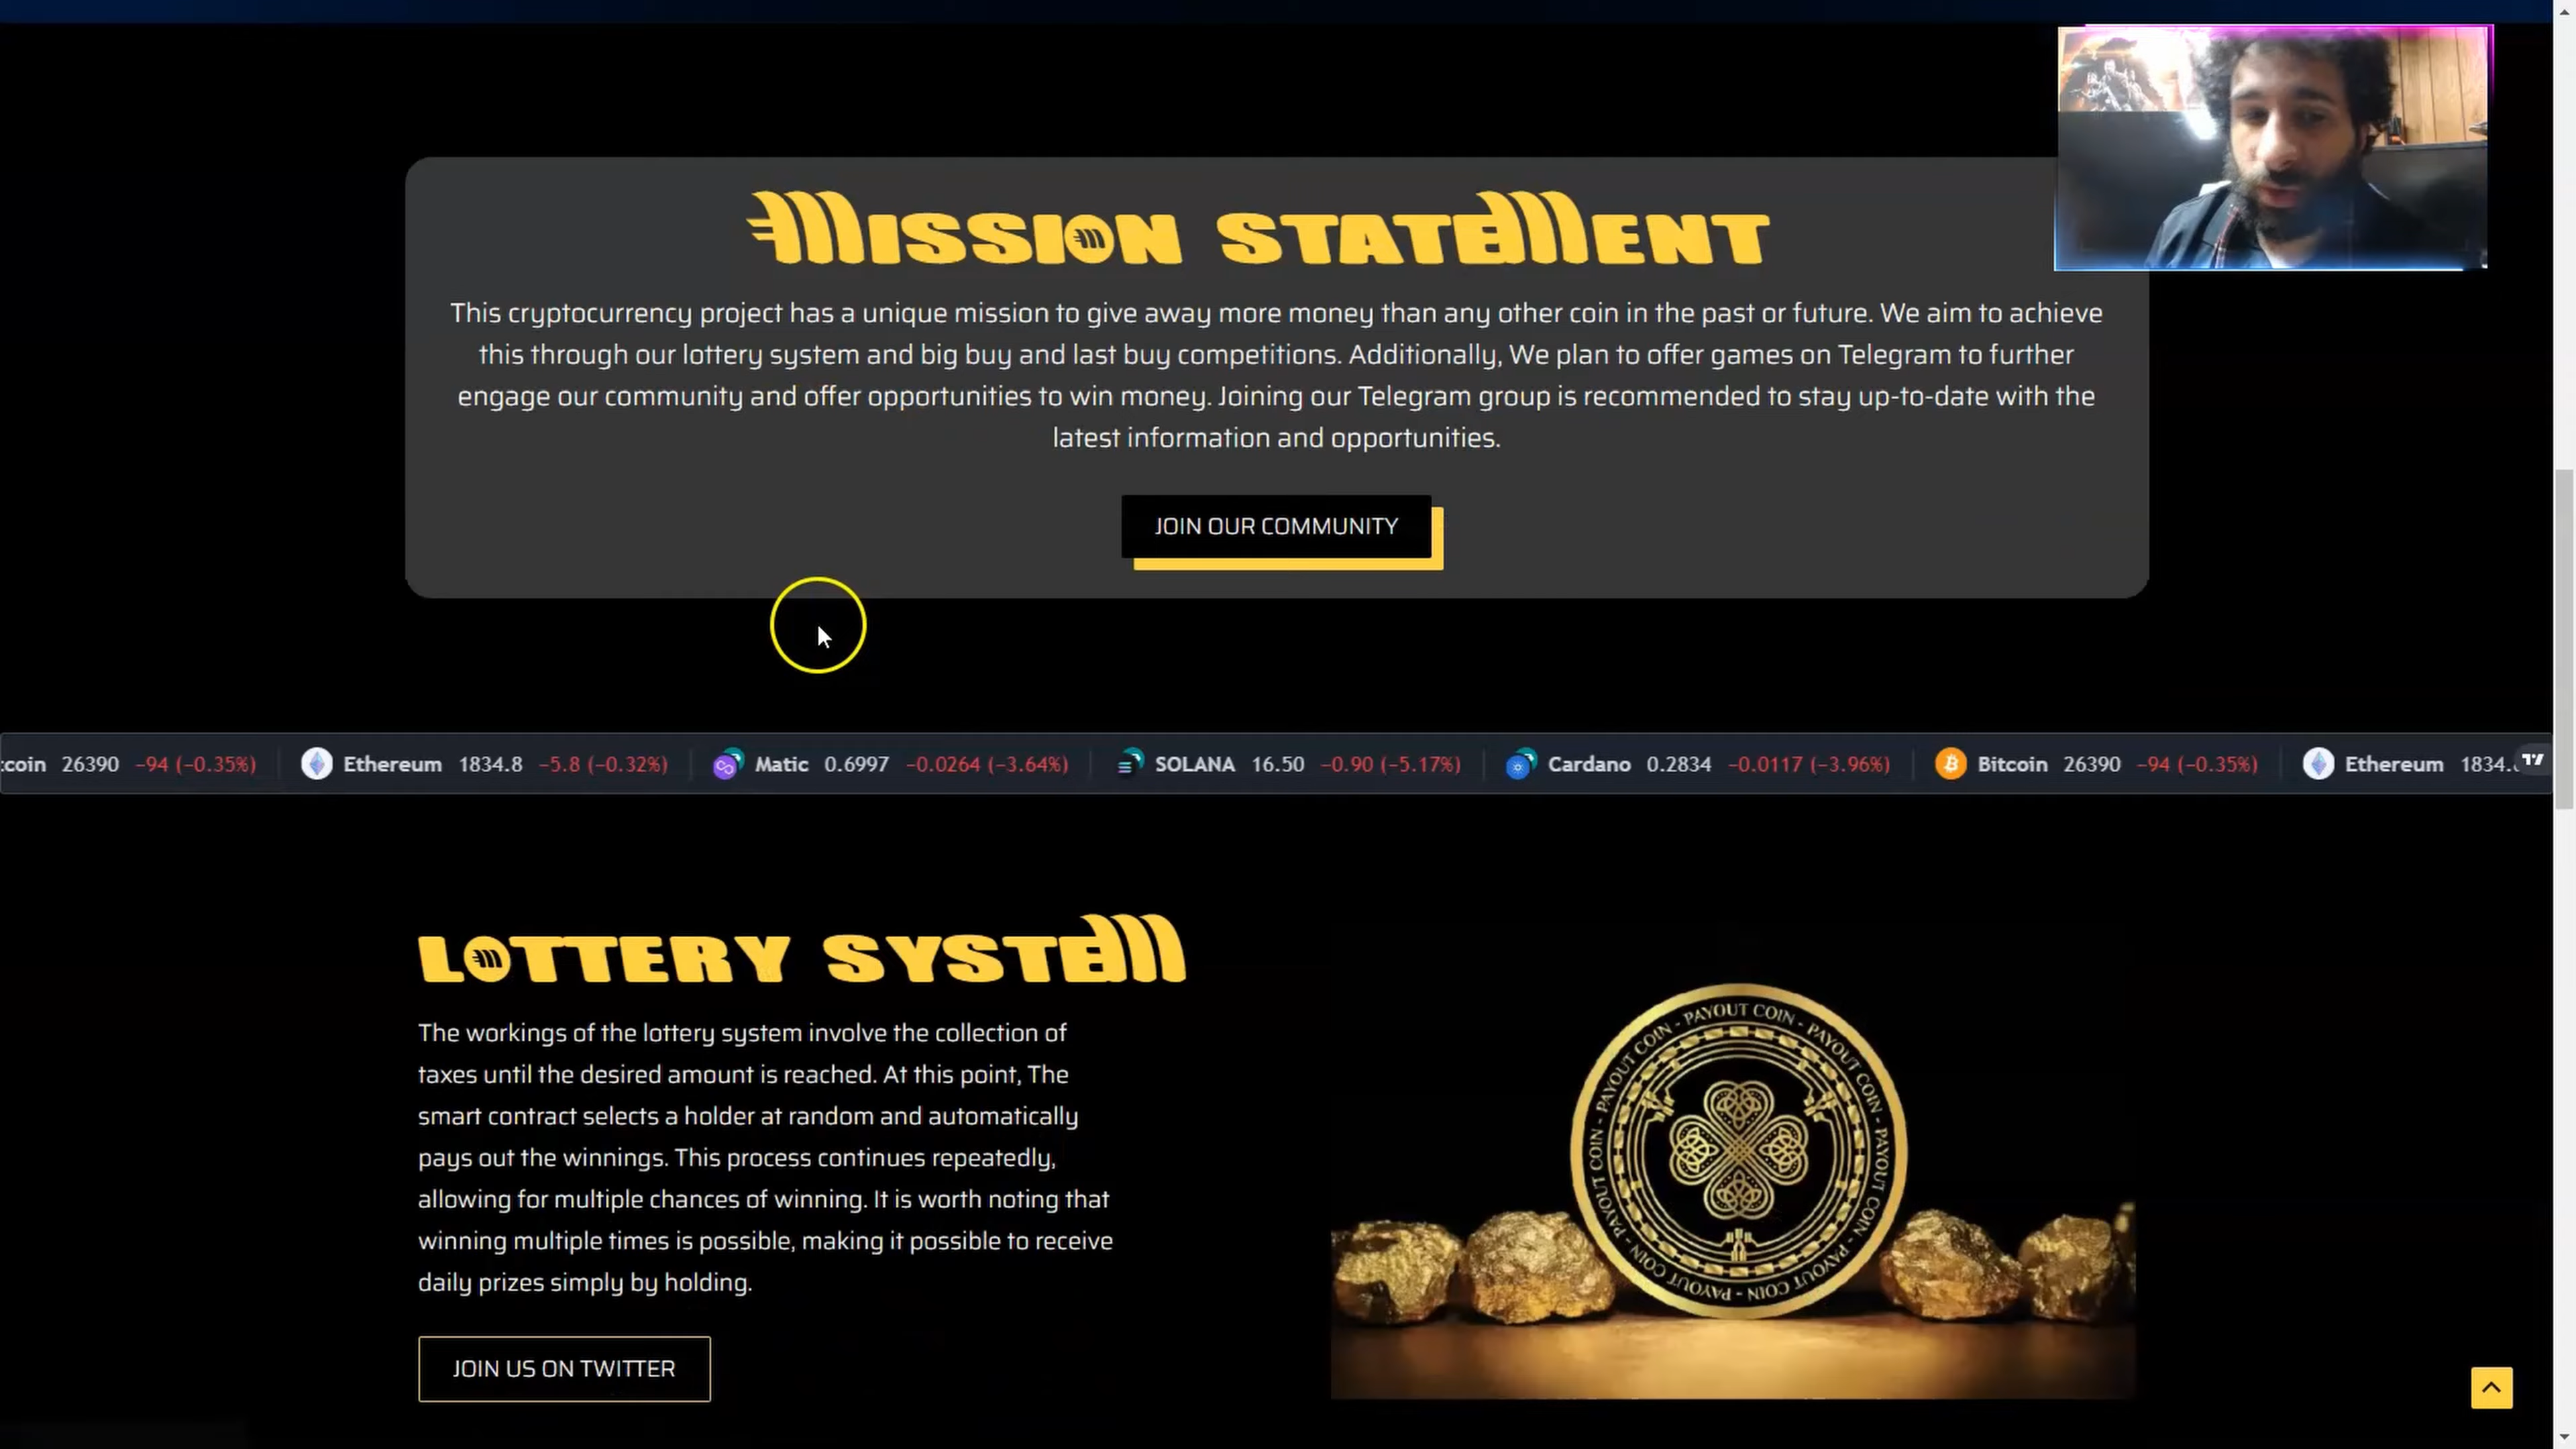 MISSION STATEMENT
This cryptocurrency project has a unique mission to give away more money than any other coin in the past or future. We aim to achieve
this through our lottery system and big buy and last buy competitions. Additionally, We plan to offer games on Telegram to further
engage our community and offer opportunities to win money. Joining our Telegram group is recommended to stay up-to-date with the
latest information and opportunities.
JOIN OUR COMMUNITY
tcoin 26390 −94 (−0.35%) Ethereum 1834.8 −5.8 (−0.32%) Matic 0.6997 −0.0264 (−3.64%) SOLANA 16.50 −0.90 (−5.17%) Cardano 0.2834 −0.0117 (−3.96%) Bitcoin 26390 −94 (−0.35%) Ethereum 1834.
LOTTERY SYSTEM
The workings of the lottery system involve the collection of
taxes until the desired amount is reached. At this point, The
smart contract selects a holder at random and automatically
pays out the winnings. This process continues repeatedly,
allowing for multiple chances of winning. It is worth noting that
winning multiple times is possible, making it possible to receive
daily prizes simply by holding.
JOIN US ON TWITTER
PAYOUT COIN - PAYOUT COIN - PAYOUT COIN - PAYOUT COIN - PAYOUT COIN - PAYOUT COIN - PAYOUT COIN -